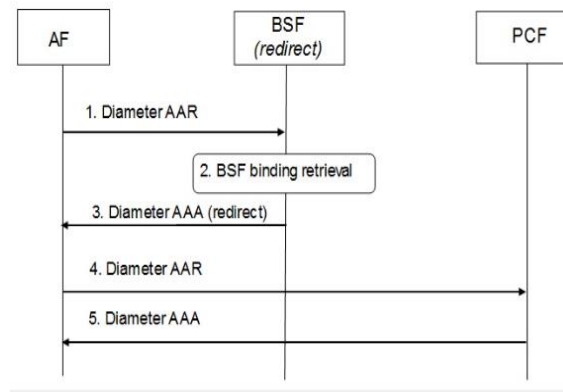 AF
BSF
(redirect)
PCF
1. Diameter AAR
2. BSF binding retrieval
3. Diameter AAA (redirect)
4. Diameter AAR
5. Diameter AAA